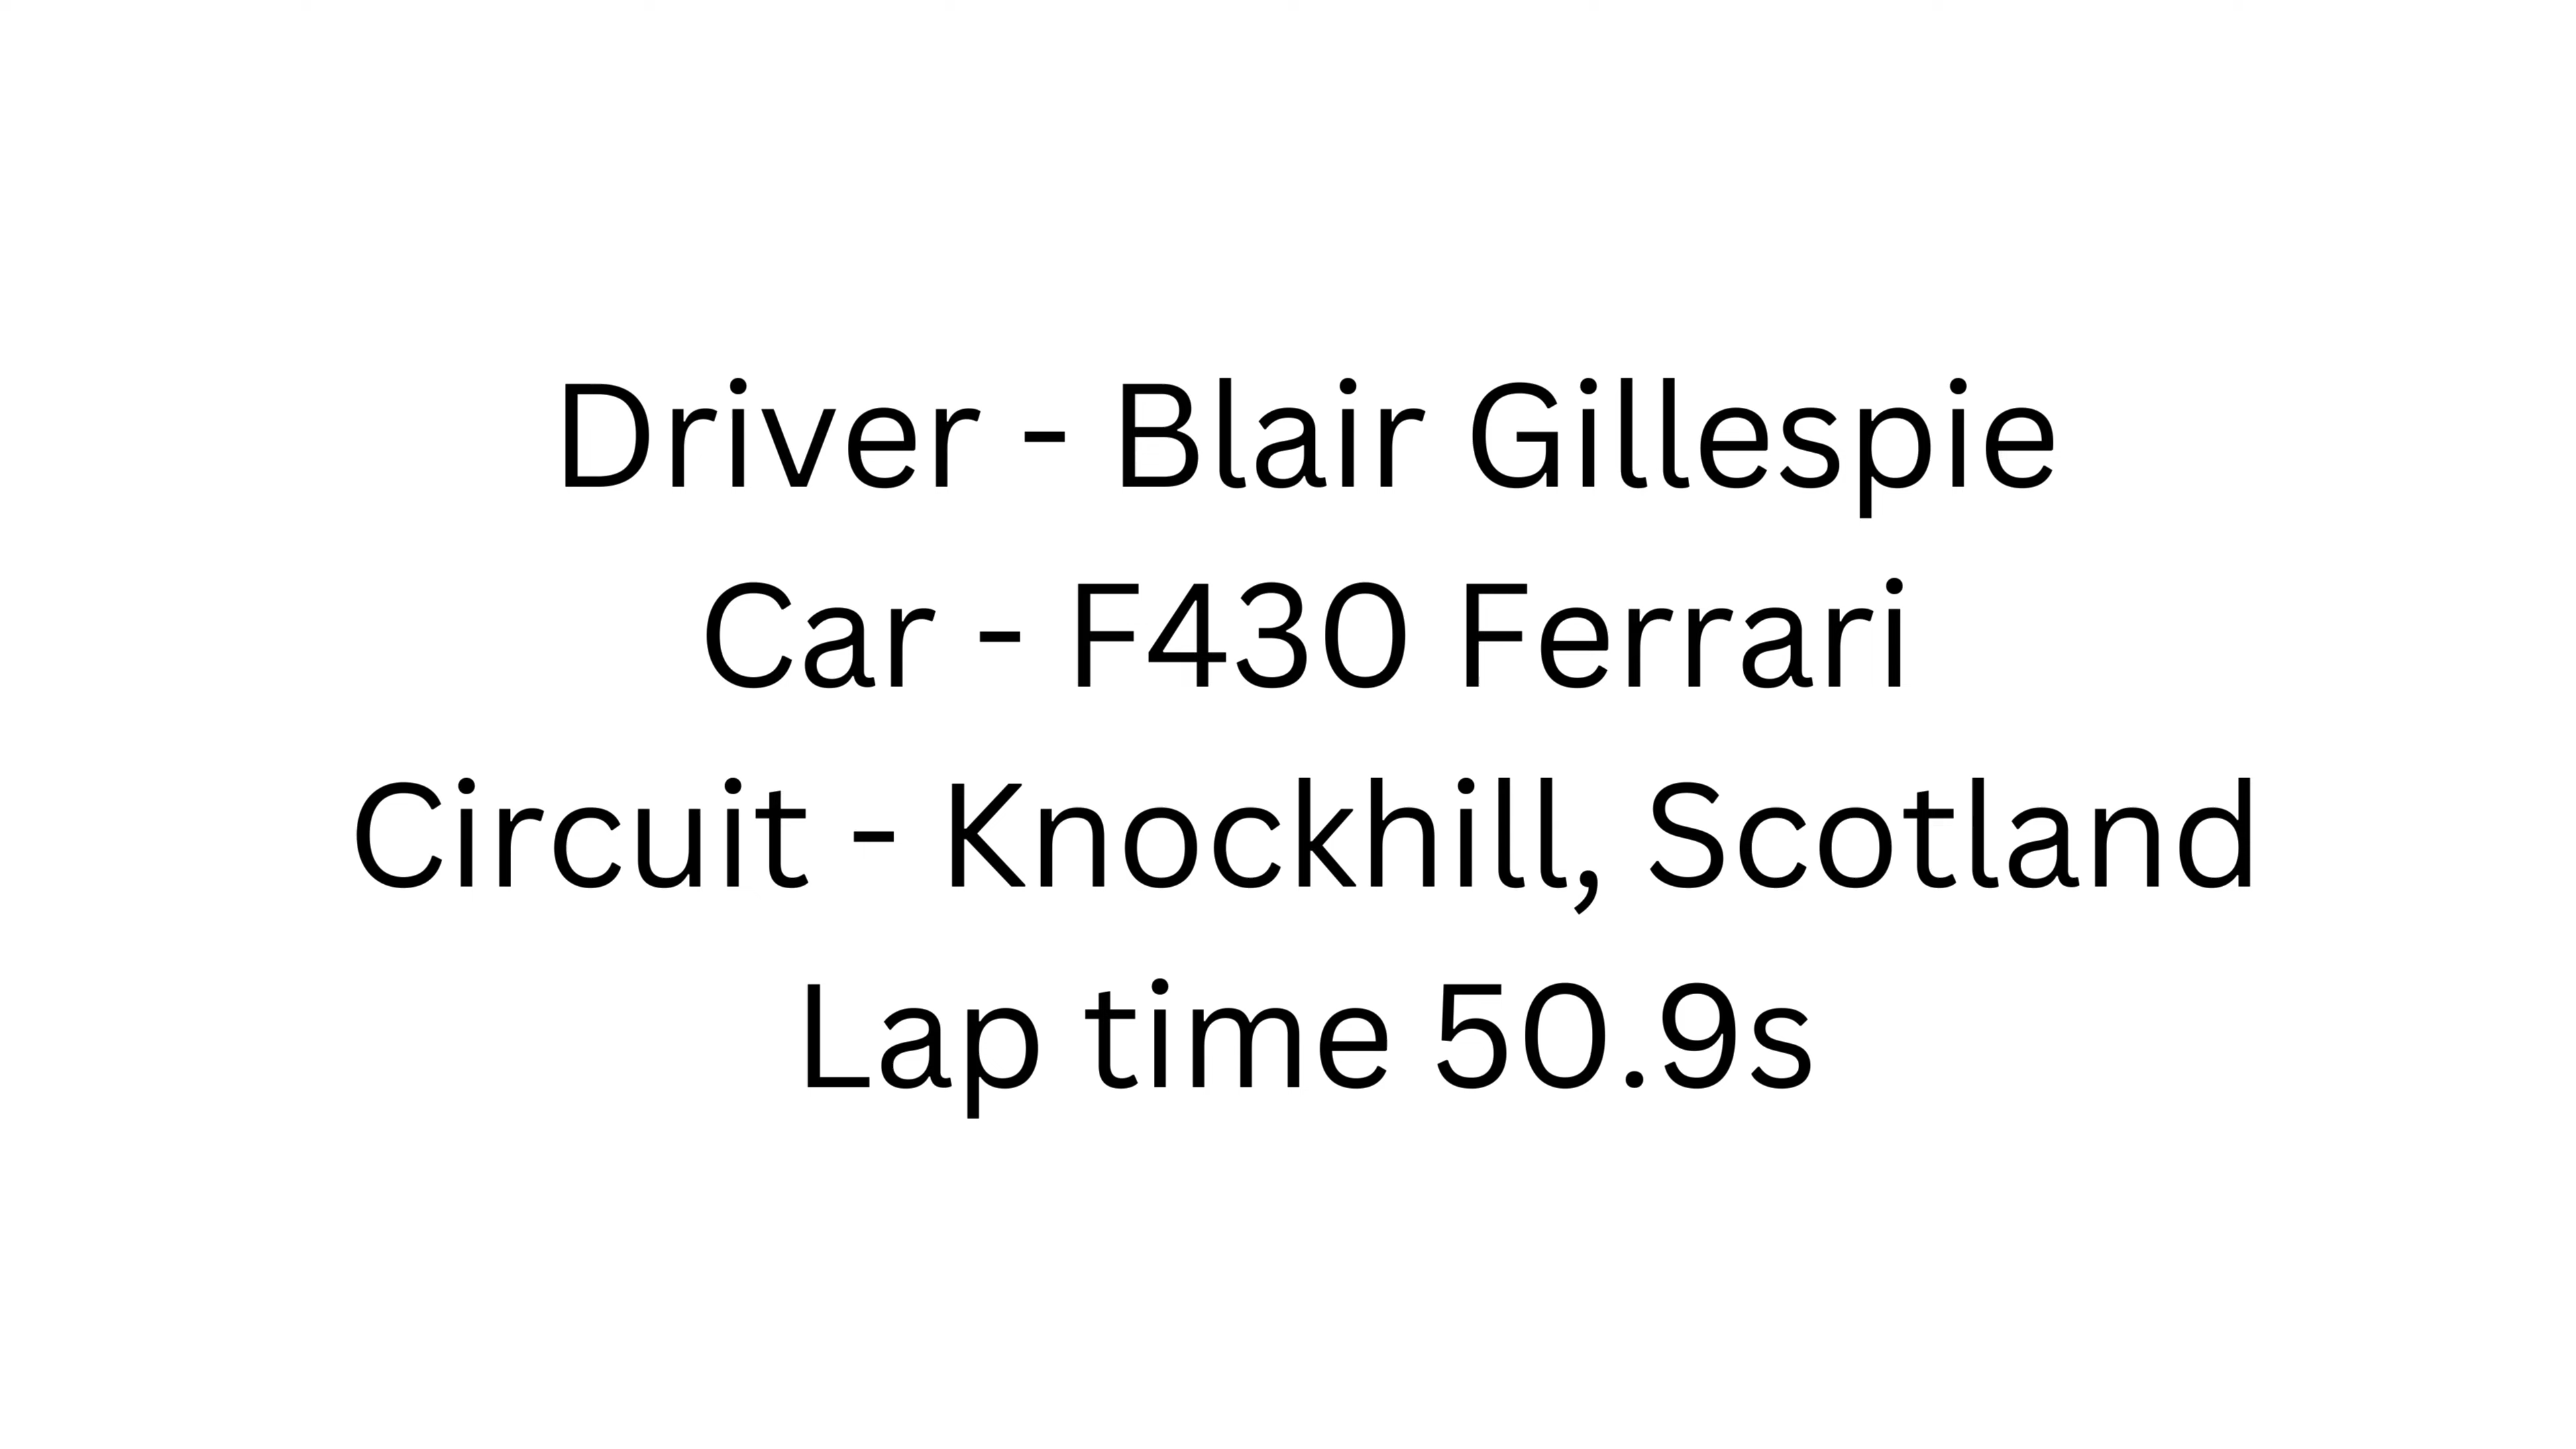 Driver - Blair Gillespie
Car - F430 Ferrari
Circuit - Knockhill, Scotland
Lap time 50.9s